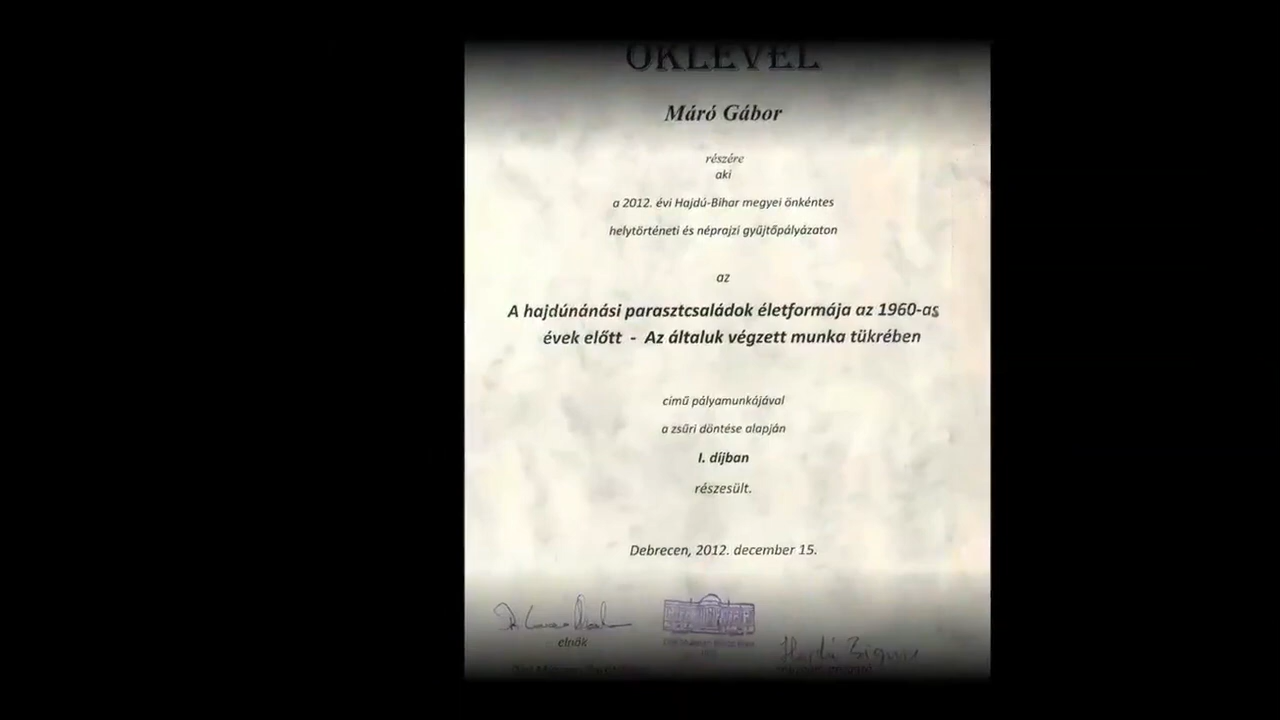 OKLEVÉL
Máró Gábor
részére
aki
a 2012. évi Hajdú-Bihar megyei önkéntes
helytörténeti és néprajzi gyűjtőpályázaton
az
A hajdúnánási parasztcsaládok életformája az 1960-as
évek előtt - Az általuk végzett munka tükrében
című pályamunkájával
a zsűri döntése alapján
I. díjban
részesült.
Debrecen, 2012. december 15.
elnök